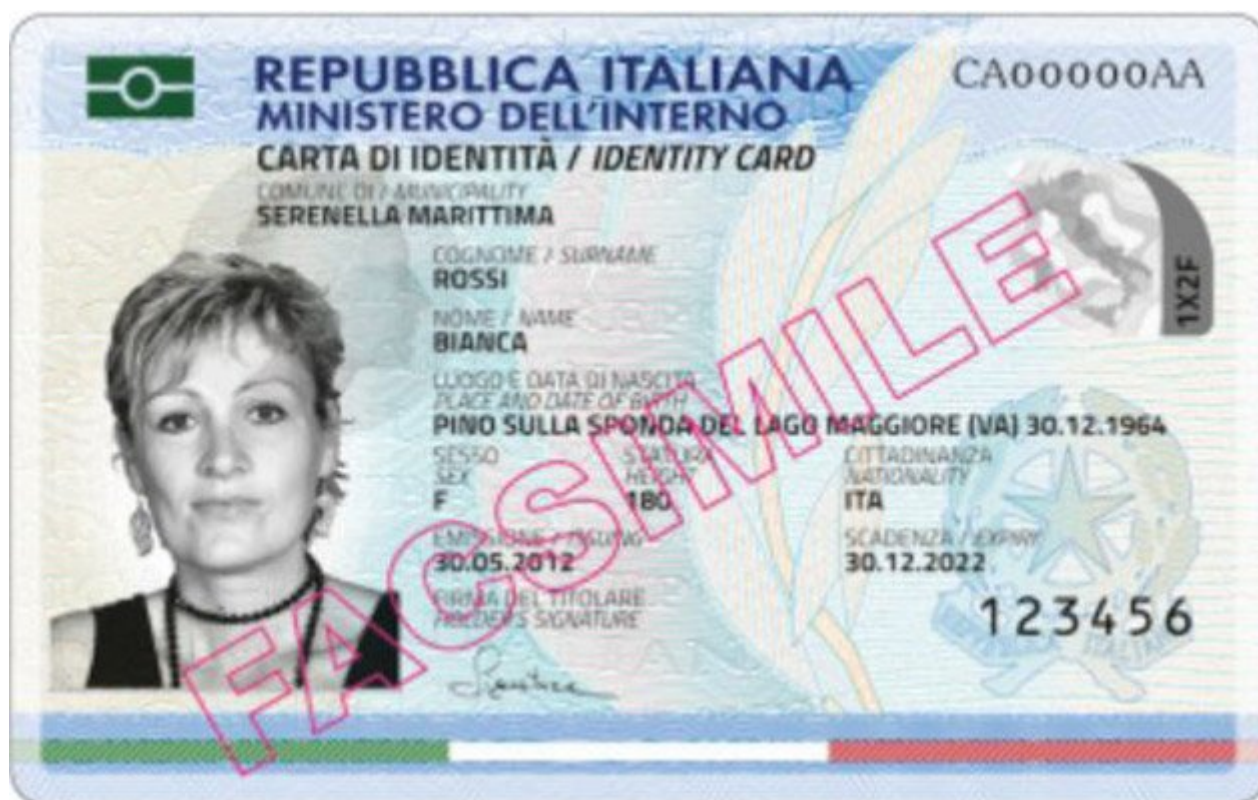 REPUBBLICA ITALIANA
CA00000AA
MINISTERO DELL'INTERNO
CARTA DI IDENTITÀ / IDENTITY CARD
COMUNE DI / MUNICIPALITY
SERENELLA MARITTIMA
COGNOME / SURNAME
ROSSI
NOME / NAME
BIANCA
LUOGO E DATA DI NASCITA
PLACE AND DATE OF BIRTH
PINO SULLA SPONDA DEL LAGO MAGGIORE (VA) 30.12.1964
SESSO STATURA CITTADINANZA
SEX HEIGHT NATIONALITY
F 180 ITA
EMISSIONE / ISSUING SCADENZA / EXPIRY
30.05.2012 30.12.2022
FIRMA DEL TITOLARE
HOLDER'S SIGNATURE
123456
1X2F
FACSIMILE